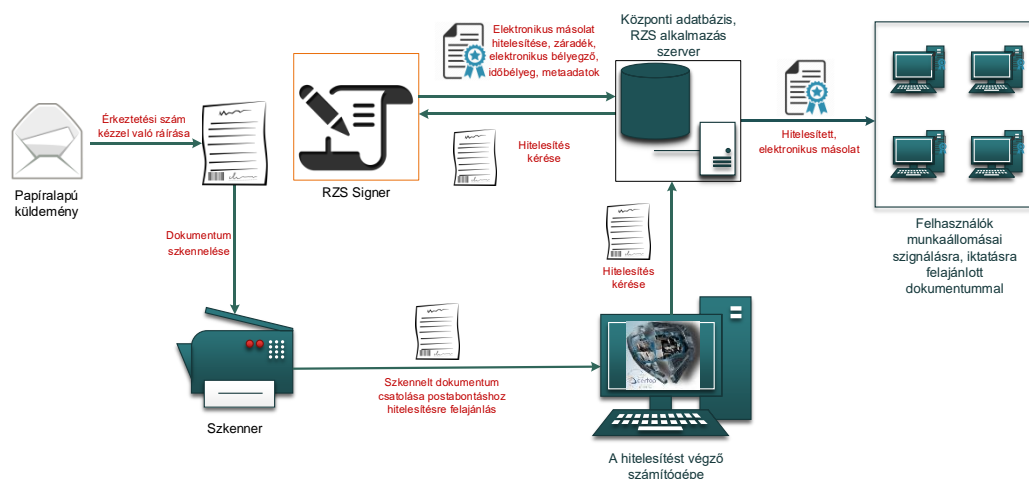 Elektronikus másolat
hitelesítése, záradék,
elektronikus bélyegző,
időbélyeg, metaadatok
Központi adatbázis,
RZS alkalmazás
szerver
Érkeztetési szám
kézzel való ráírása
Hitelesítés
kérése
Hitelesített,
elektronikus másolat
Papíralapú
küldemény
RZS Signer
Felhasználók
munkaállomásai
szignálásra, iktatásra
felajánlott
dokumentummal
Dokumentum
szkennelése
Hitelesítés
kérése
Szkennelt dokumentum
csatolása postabontáshoz
hitelesítésre felajánlás
certop
Szkenner
A hitelesítést végző
számítógépe